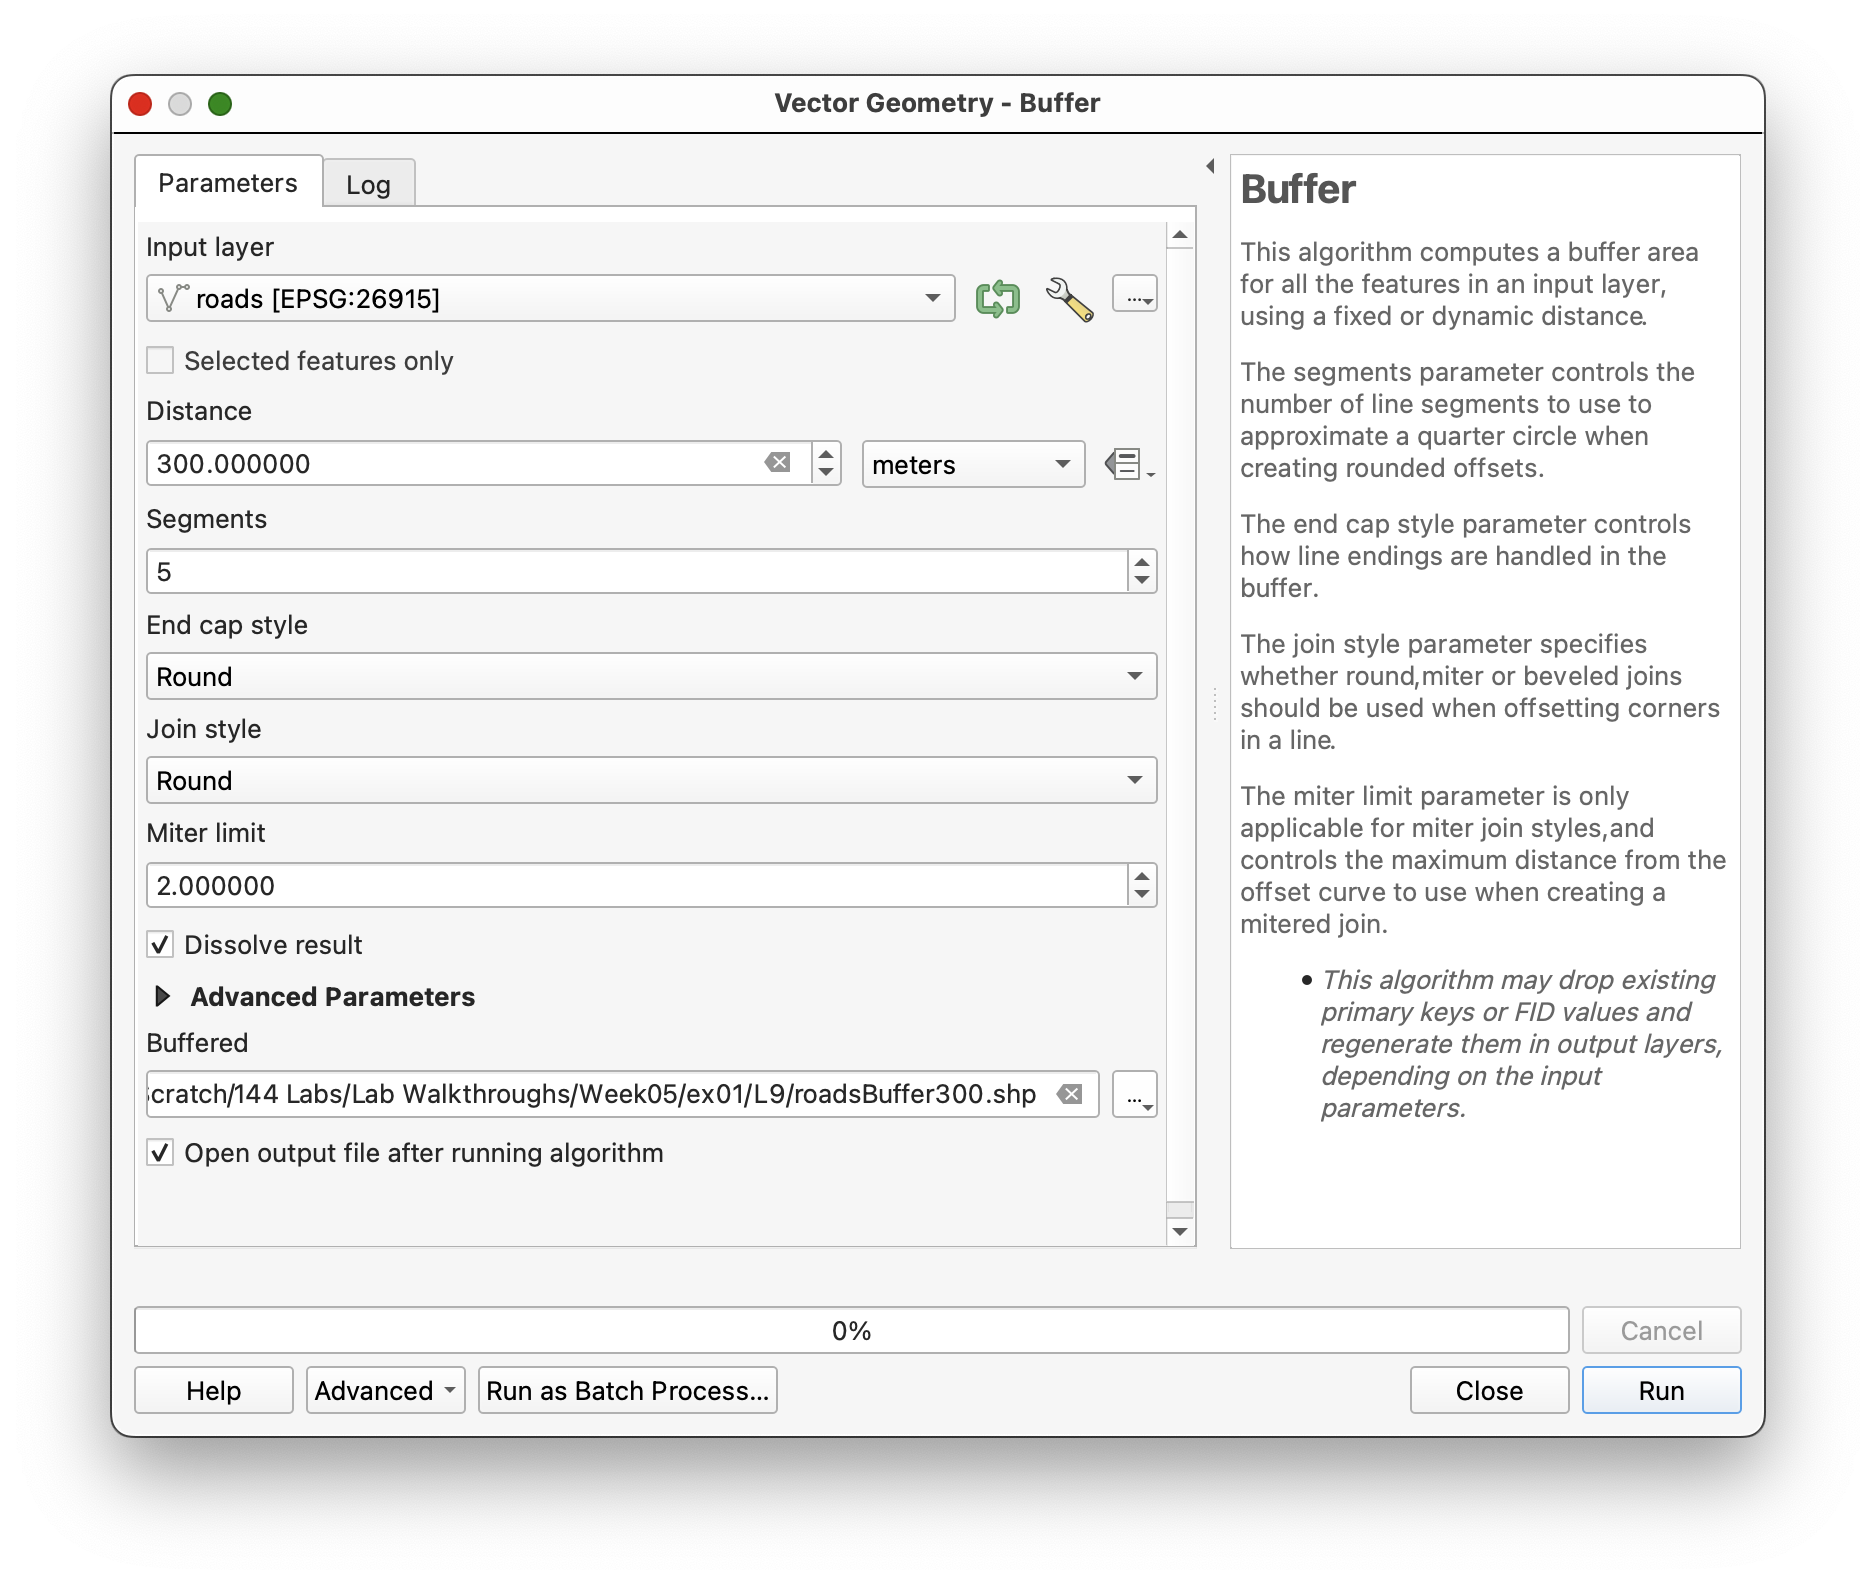 Vector Geometry - Buffer
Parameters
Log
Input layer
roads [EPSG:26915]
...
Selected features only
Distance
300.000000
meters
Segments
5
End cap style
Round
Join style
Round
Miter limit
2.000000
Dissolve result
Advanced Parameters
Buffered
cratch/144 Labs/Lab Walkthroughs/Week05/ex01/L9/roadsBuffer300.shp
...
Open output file after running algorithm
Buffer
This algorithm computes a buffer area
for all the features in an input layer,
using a fixed or dynamic distance.
The segments parameter controls the
number of line segments to use to
approximate a quarter circle when
creating rounded offsets.
The end cap style parameter controls
how line endings are handled in the
buffer.
The join style parameter specifies
whether round,miter or beveled joins
should be used when offsetting corners
in a line.
The miter limit parameter is only
applicable for miter join styles,and
controls the maximum distance from the
offset curve to use when creating a
mitered join.
• This algorithm may drop existing
primary keys or FID values and
regenerate them in output layers,
depending on the input
parameters.
0%
Cancel
Help
Advanced
Run as Batch Process...
Close
Run